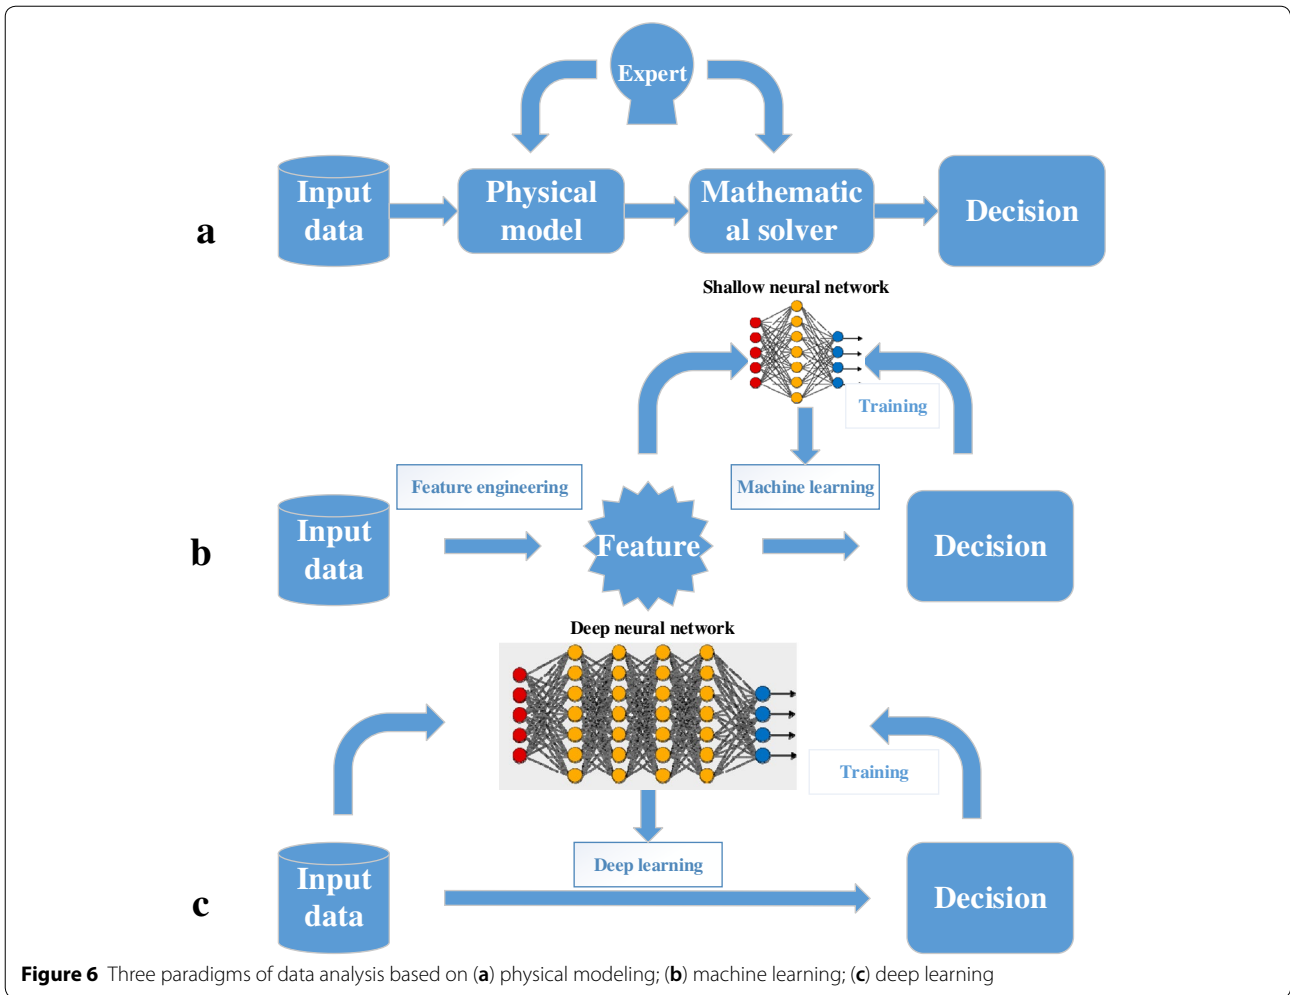 Expert
Input
data
Physical
model
Mathematic
al solver
Decision
a
Shallow neural network
Training
Feature engineering
Machine learning
Input
data
Feature
Decision
b
Deep neural network
Training
Deep learning
Input
data
Decision
c
Figure 6 Three paradigms of data analysis based on (a) physical modeling; (b) machine learning; (c) deep learning